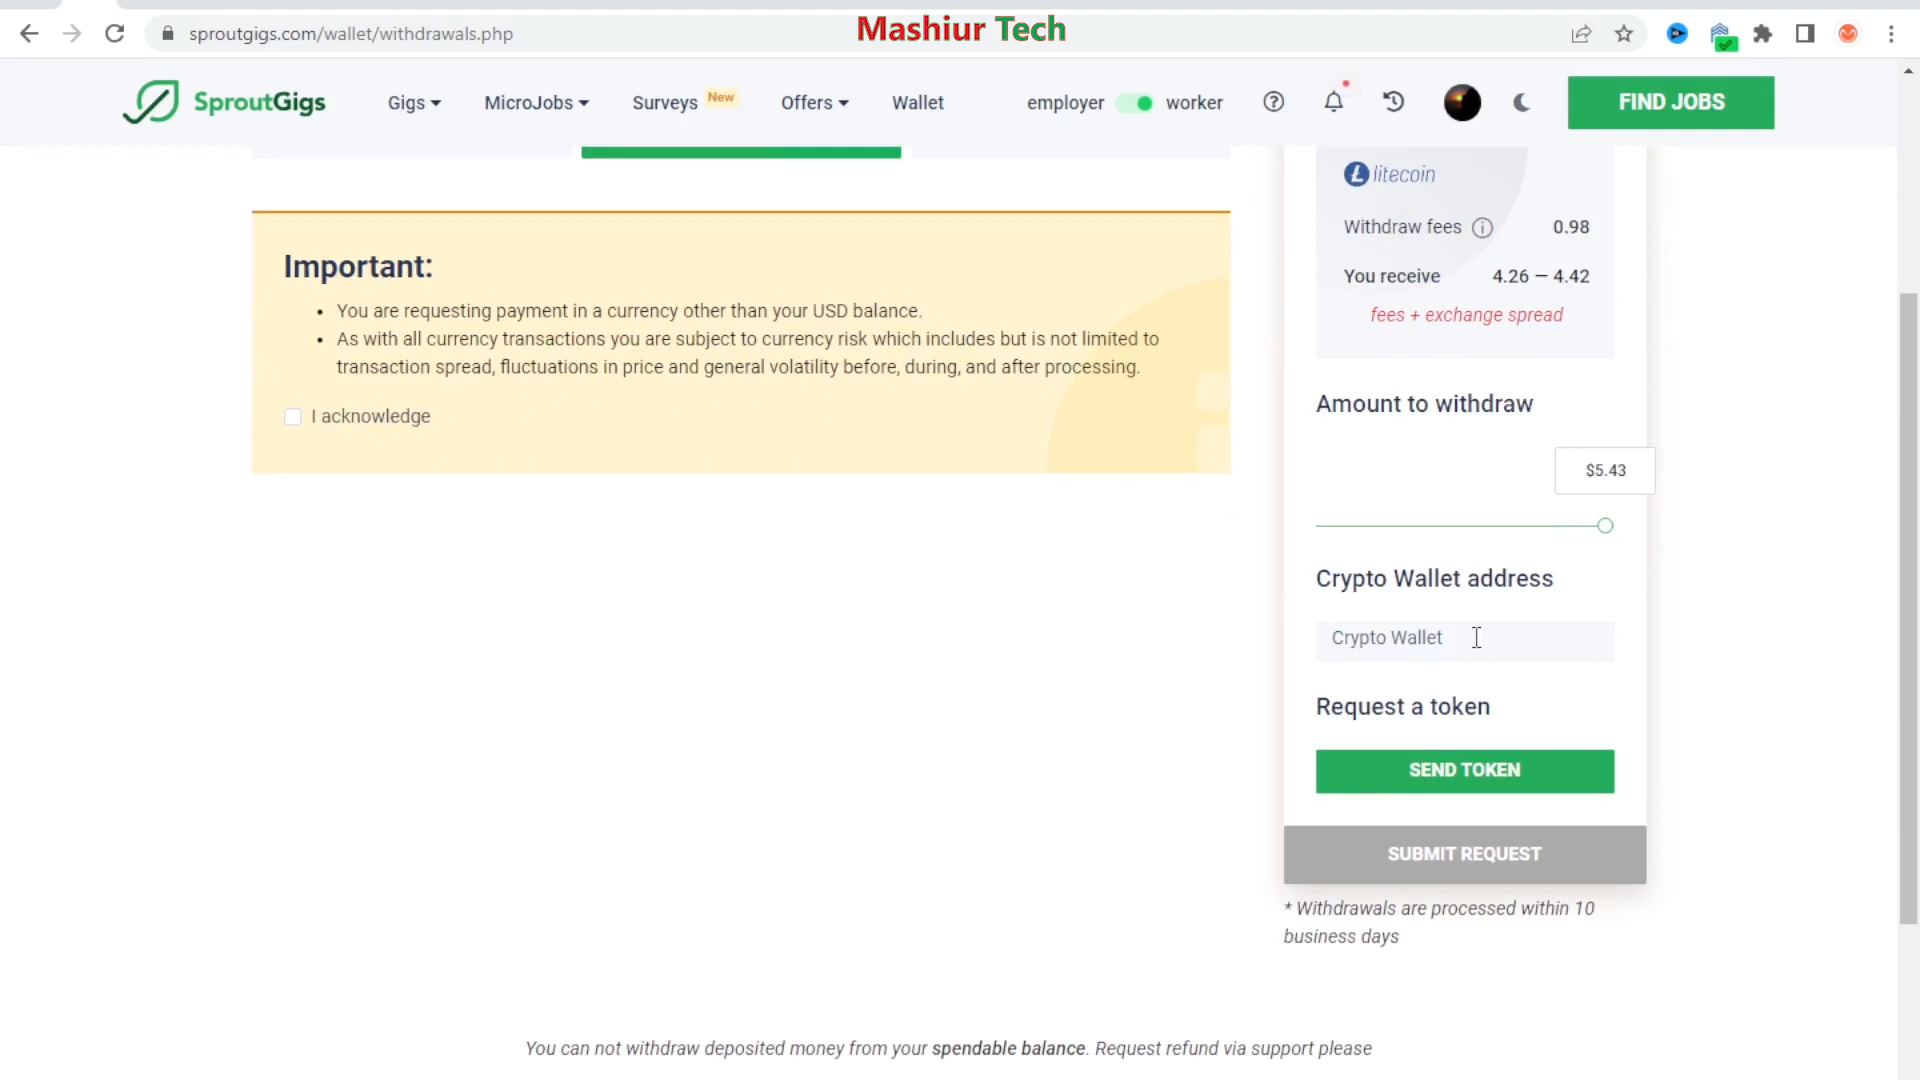 sproutgigs.com/wallet/withdrawals.php
Mashiur Tech
SproutGigs
Gigs
MicroJobs
Surveys New
Offers
Wallet
employer
worker
FIND JOBS
Important:
• You are requesting payment in a currency other than your USD balance.
• As with all currency transactions you are subject to currency risk which includes but is not limited to
transaction spread, fluctuations in price and general volatility before, during, and after processing.
I acknowledge
litecoin
Withdraw fees 0.98
You receive 4.26 – 4.42
fees + exchange spread
Amount to withdraw
$5.43
Crypto Wallet address
Crypto Wallet
Request a token
SEND TOKEN
SUBMIT REQUEST
* Withdrawals are processed within 10
business days
You can not withdraw deposited money from your spendable balance. Request refund via support please